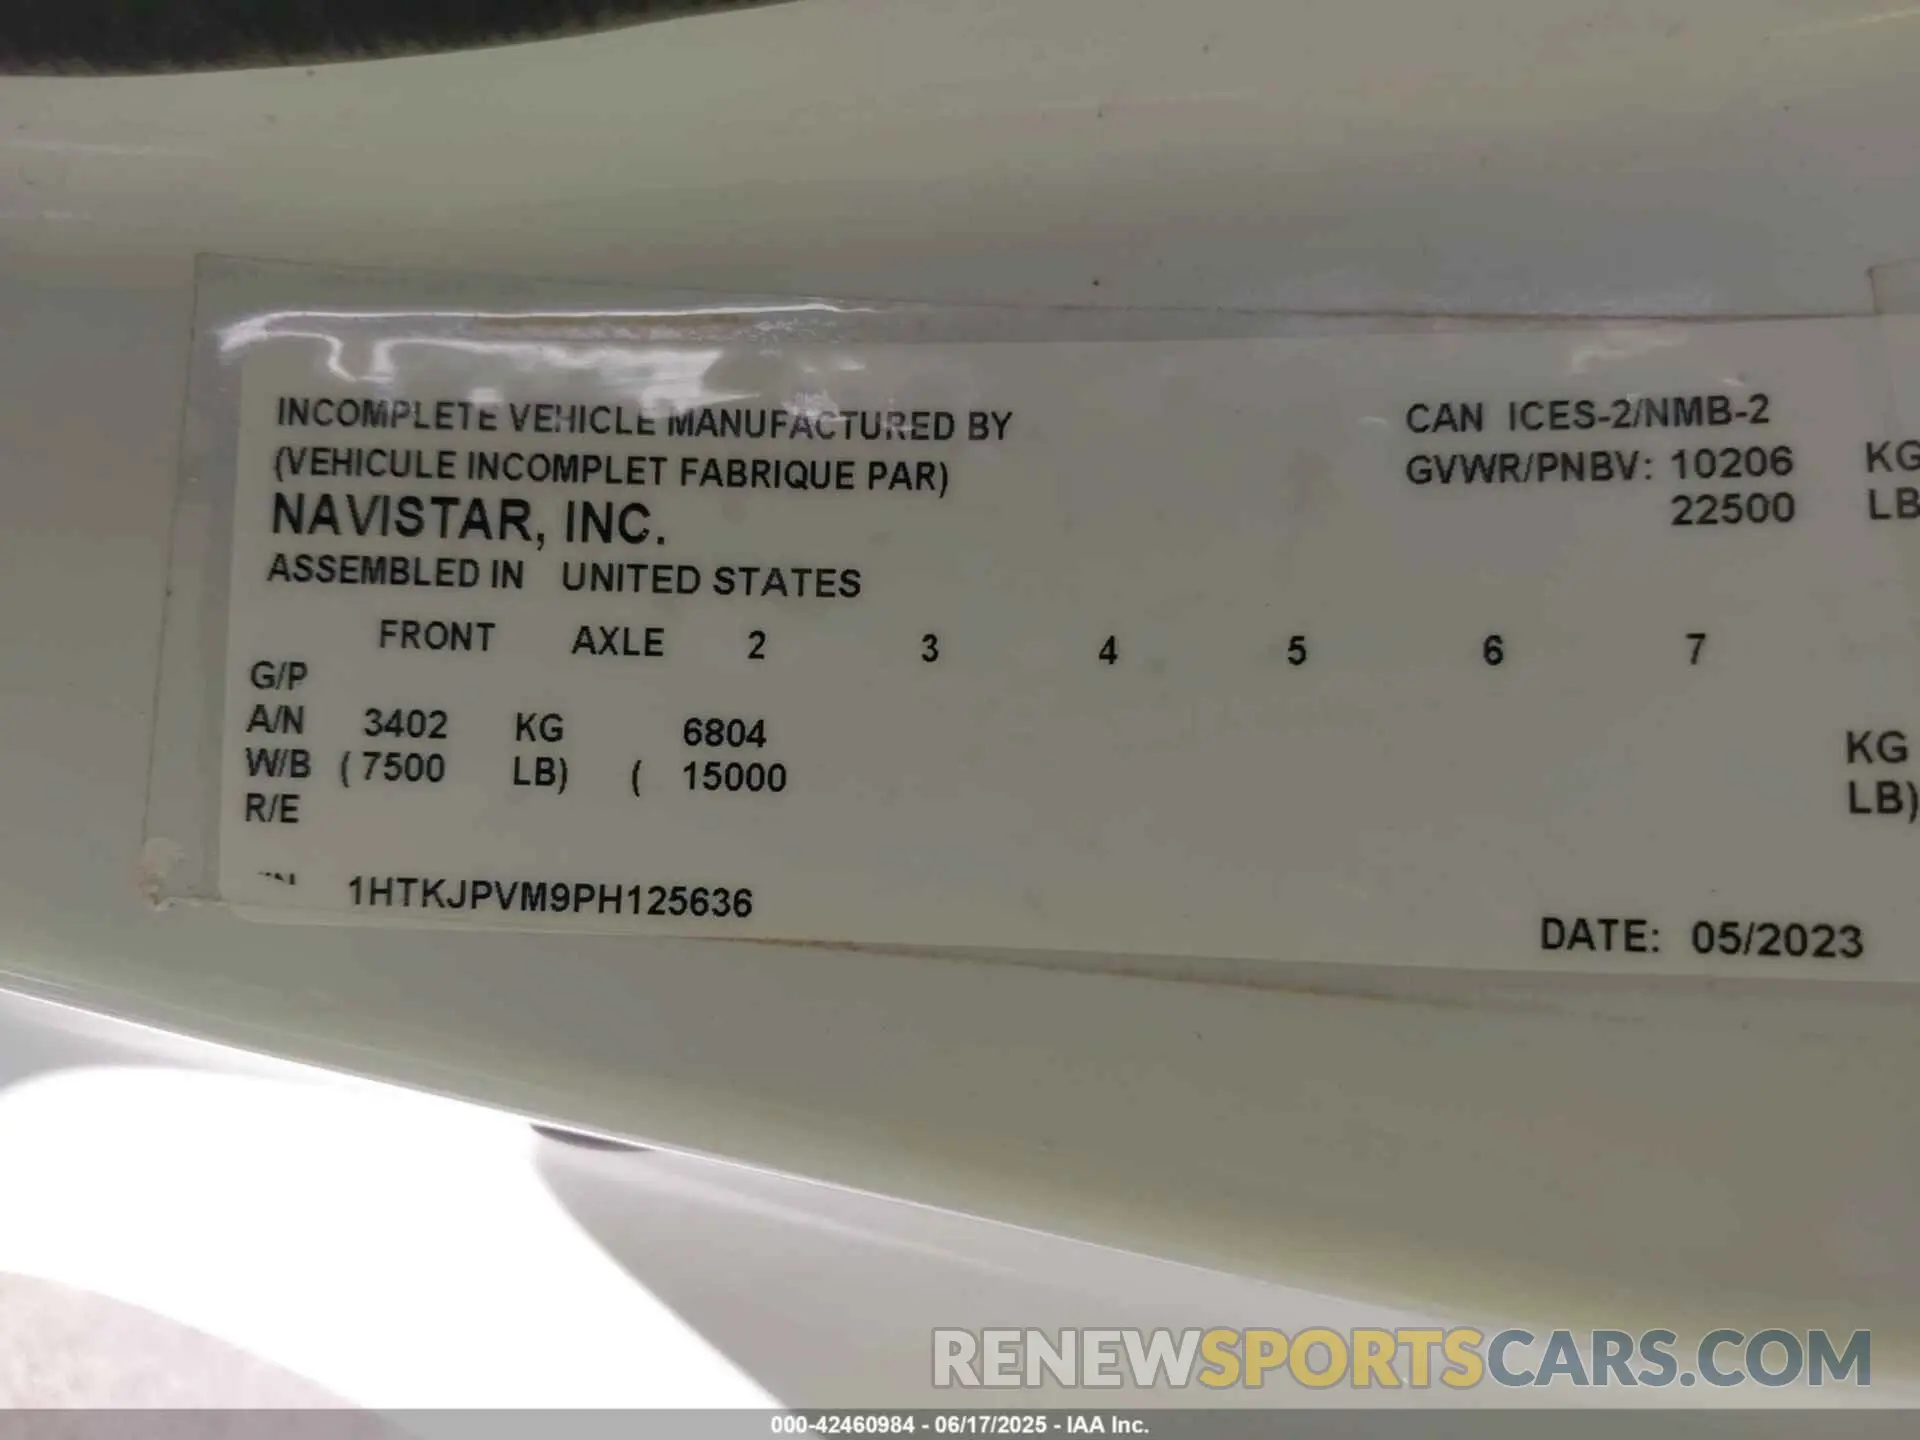 INCOMPLETE VEHICLE MANUFACTURED BY
(VEHICULE INCOMPLET FABRIQUE PAR)
NAVISTAR, INC.
ASSEMBLED IN UNITED STATES
CAN ICES-2/NMB-2
GVWR/PNBV: 10206 KG
22500 LB
FRONT AXLE 2 3 4 5 6 7
G/P
A/N 3402 KG 6804 KG
W/B ( 7500 LB) ( 15000 LB)
R/E
1HTKJPVM9PH125636
DATE: 05/2023
RENEWSPORTSCARS.COM
000-42460984 - 06/17/2025 - IAA Inc.